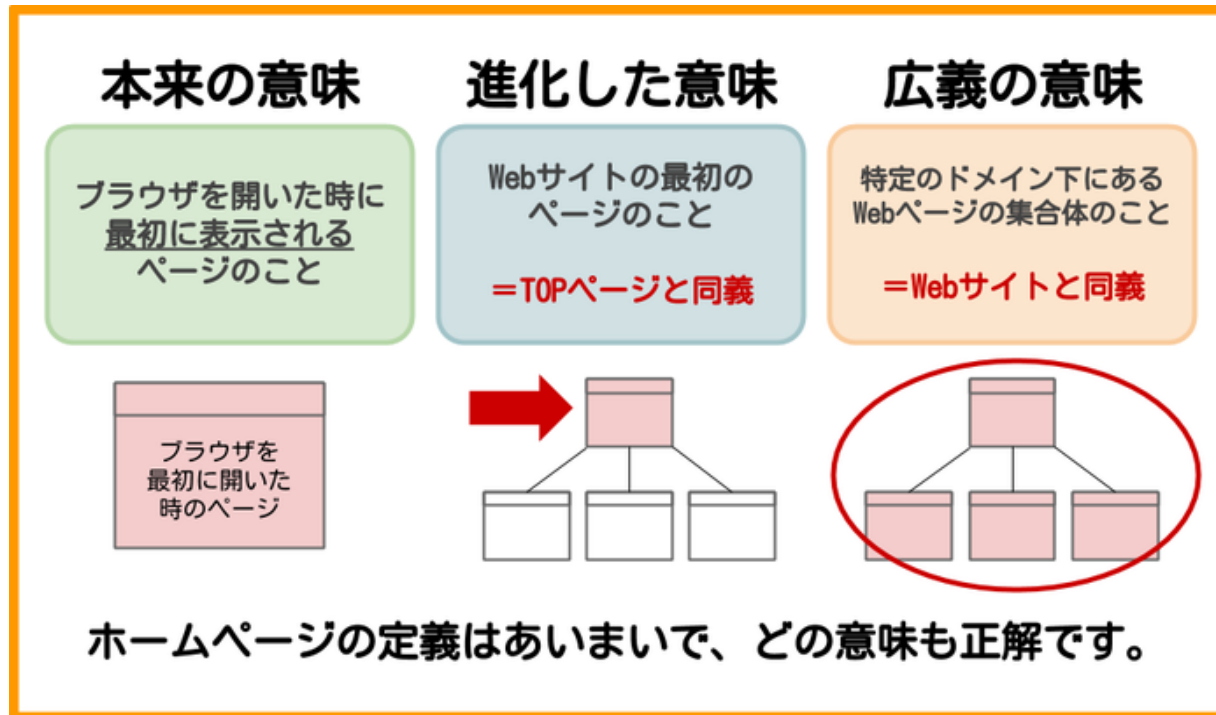 本来の意味
ブラウザを開いた時に
最初に表示される
ページのこと
ブラウザを
最初に開いた
時のページ
進化した意味
Webサイトの最初の
ページのこと
＝TOPページと同義
広義の意味
特定のドメイン下にある
Webページの集合体のこと
＝Webサイトと同義
ホームページの定義はあいまいで、どの意味も正解です。